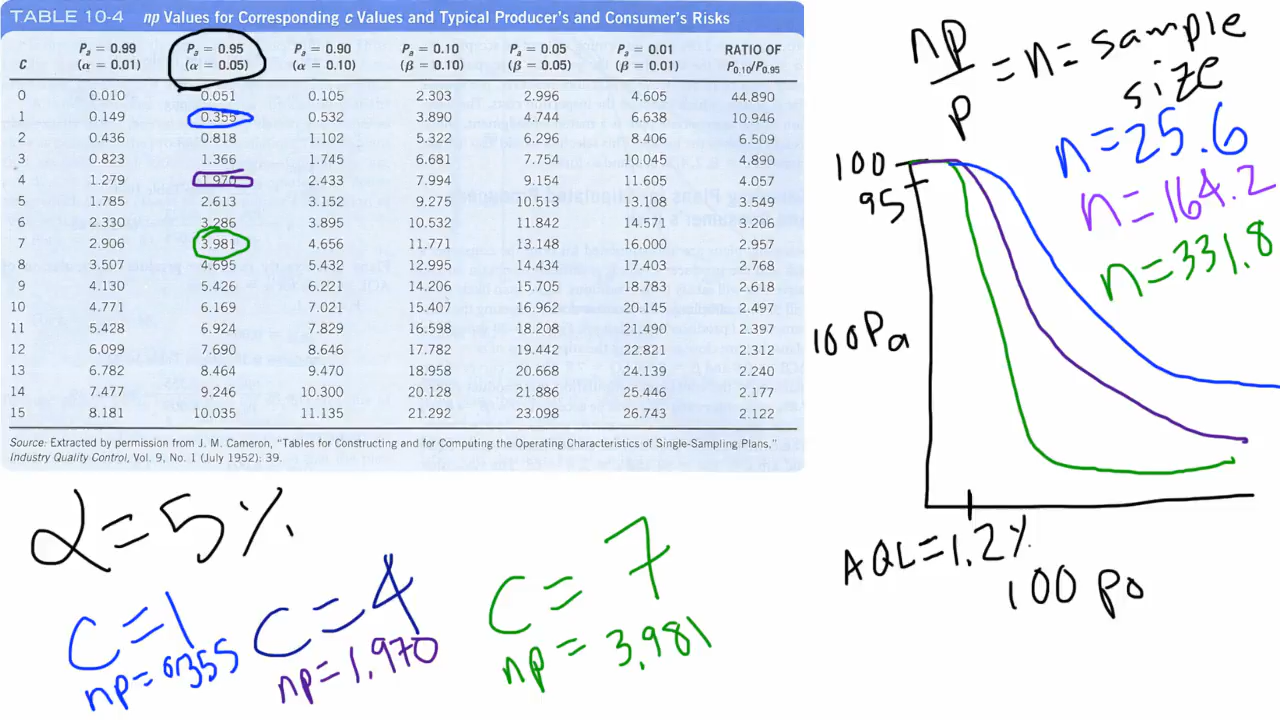 TABLE 10-4 np Values for Corresponding c Values and Typical Producer's and Consumer's Risks
Pa = 0.99 Pa = 0.95 Pa = 0.90 Pa = 0.10 Pa = 0.05 Pa = 0.01 RATIO OF
C (α = 0.01) (α = 0.05) (α = 0.10) (β = 0.10) (β = 0.05) (β = 0.01) P0.10/P0.95
0 0.010 0.051 0.105 2.303 2.996 4.605 44.890
1 0.149 0.355 0.532 3.890 4.744 6.638 10.946
2 0.436 0.818 1.102 5.322 6.296 8.406 6.509
3 0.823 1.366 1.745 6.681 7.754 10.045 4.890
4 1.279 1.970 2.433 7.994 9.154 11.605 4.057
5 1.785 2.613 3.152 9.275 10.513 13.108 3.549
6 2.330 3.286 3.895 10.532 11.842 14.571 3.206
7 2.906 3.981 4.656 11.771 13.148 16.000 2.957
8 3.507 4.695 5.432 12.995 14.434 17.403 2.768
9 4.130 5.426 6.221 14.206 15.705 18.783 2.618
10 4.771 6.169 7.021 15.407 16.962 20.145 2.497
11 5.428 6.924 7.829 16.598 18.208 21.490 2.397
12 6.099 7.690 8.646 17.782 19.442 22.821 2.312
13 6.782 8.464 9.470 18.958 20.668 24.139 2.240
14 7.477 9.246 10.300 20.128 21.886 25.446 2.177
15 8.181 10.035 11.135 21.292 23.098 26.743 2.122
Source: Extracted by permission from J. M. Cameron, "Tables for Constructing and for Computing the Operating Characteristics of Single-Sampling Plans,"
Industry Quality Control, Vol. 9, No. 1 (July 1952): 39.
np/p = n = sample
size
n=25.6
n=164.2
n=331.8
100
95
100Pa
AQL=1.2%
100 po
α=5%
C=1
np=0.355
C=4
np=1.970
C=7
np=3.981